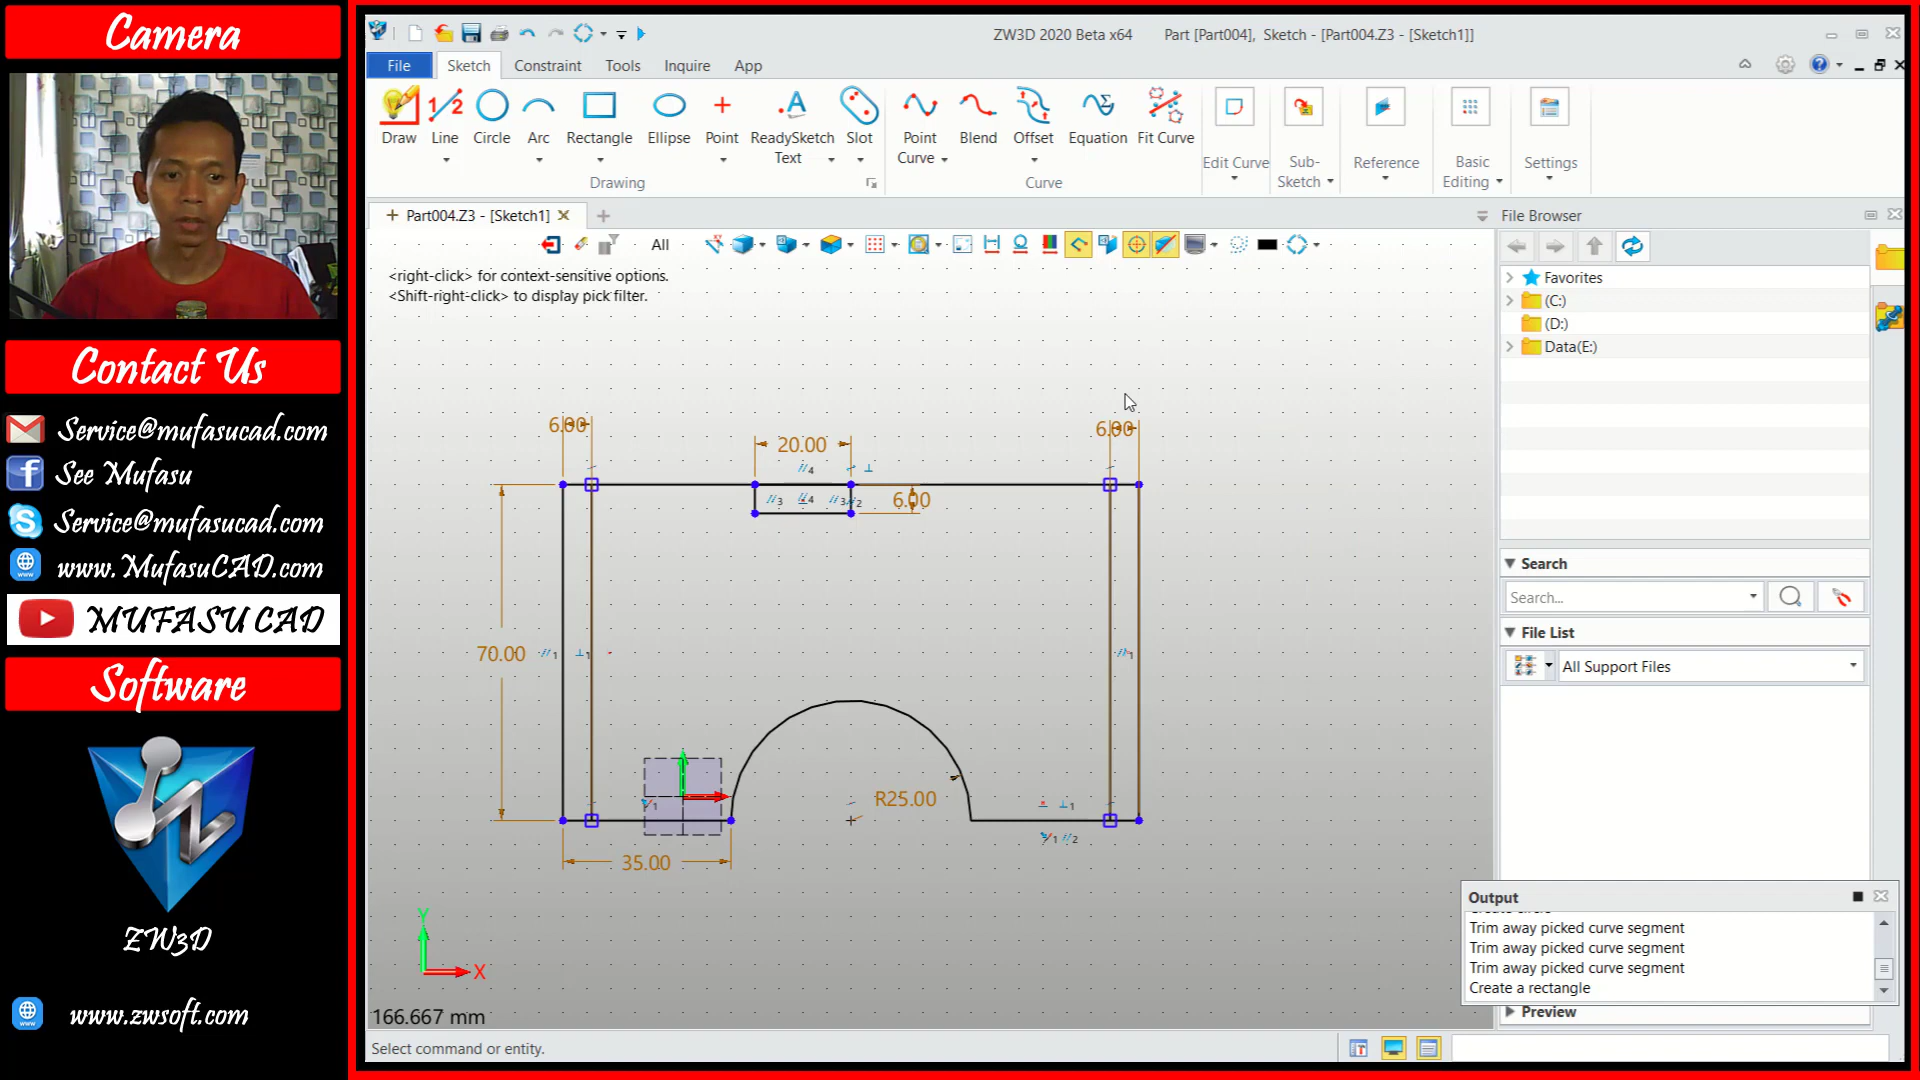 Camera
Contact Us
Service@mufasucad.com
See Mufasu
Service@mufasucad.com
www.MufasuCAD.com
MUFASU CAD
Software
ZW3D
www.zwsoft.com
ZW3D 2020 Beta x64 Part [Part004], Sketch - [Part004.Z3 - [Sketch1]]
File Sketch Constraint Tools Inquire App
Draw Line Circle Arc Rectangle Ellipse Point ReadySketch Text Slot
Drawing
Point Curve Blend Offset Equation Fit Curve
Curve
Edit Curve
Sub-Sketch
Reference
Basic Editing
Settings
Part004.Z3 - [Sketch1]
All
<right-click> for context-sensitive options.
<Shift-right-click> to display pick filter.
6.00
20.00
6.00
6.00
70.00
R25.00
35.00
Y
X
166.667 mm
Select command or entity.
File Browser
Favorites
(C:)
(D:)
Data(E:)
Search
Search...
File List
All Support Files
Output
Trim away picked curve segment
Trim away picked curve segment
Trim away picked curve segment
Create a rectangle
Preview